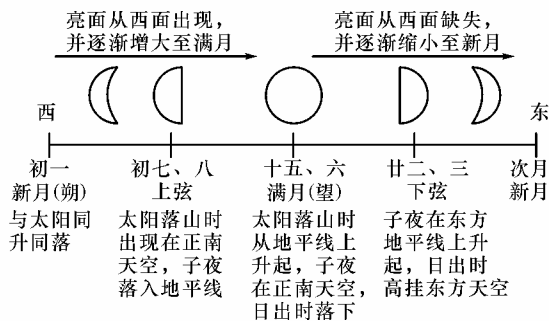 亮面从西面出现，
并逐渐增大至满月
亮面从西面缺失，
并逐渐缩小至新月
西
东
初一
新月(朔)
与太阳同
升同落
初七、八
上弦
太阳落山时
出现在正南
天空，子夜
落入地平线
十五、六
满月(望)
太阳落山时
从地平线上
升起，子夜
在正南天空，
日出时落下
廿二、三
下弦
子夜在东方
地平线上升
起，日出时
高挂东方天空
次月
新月